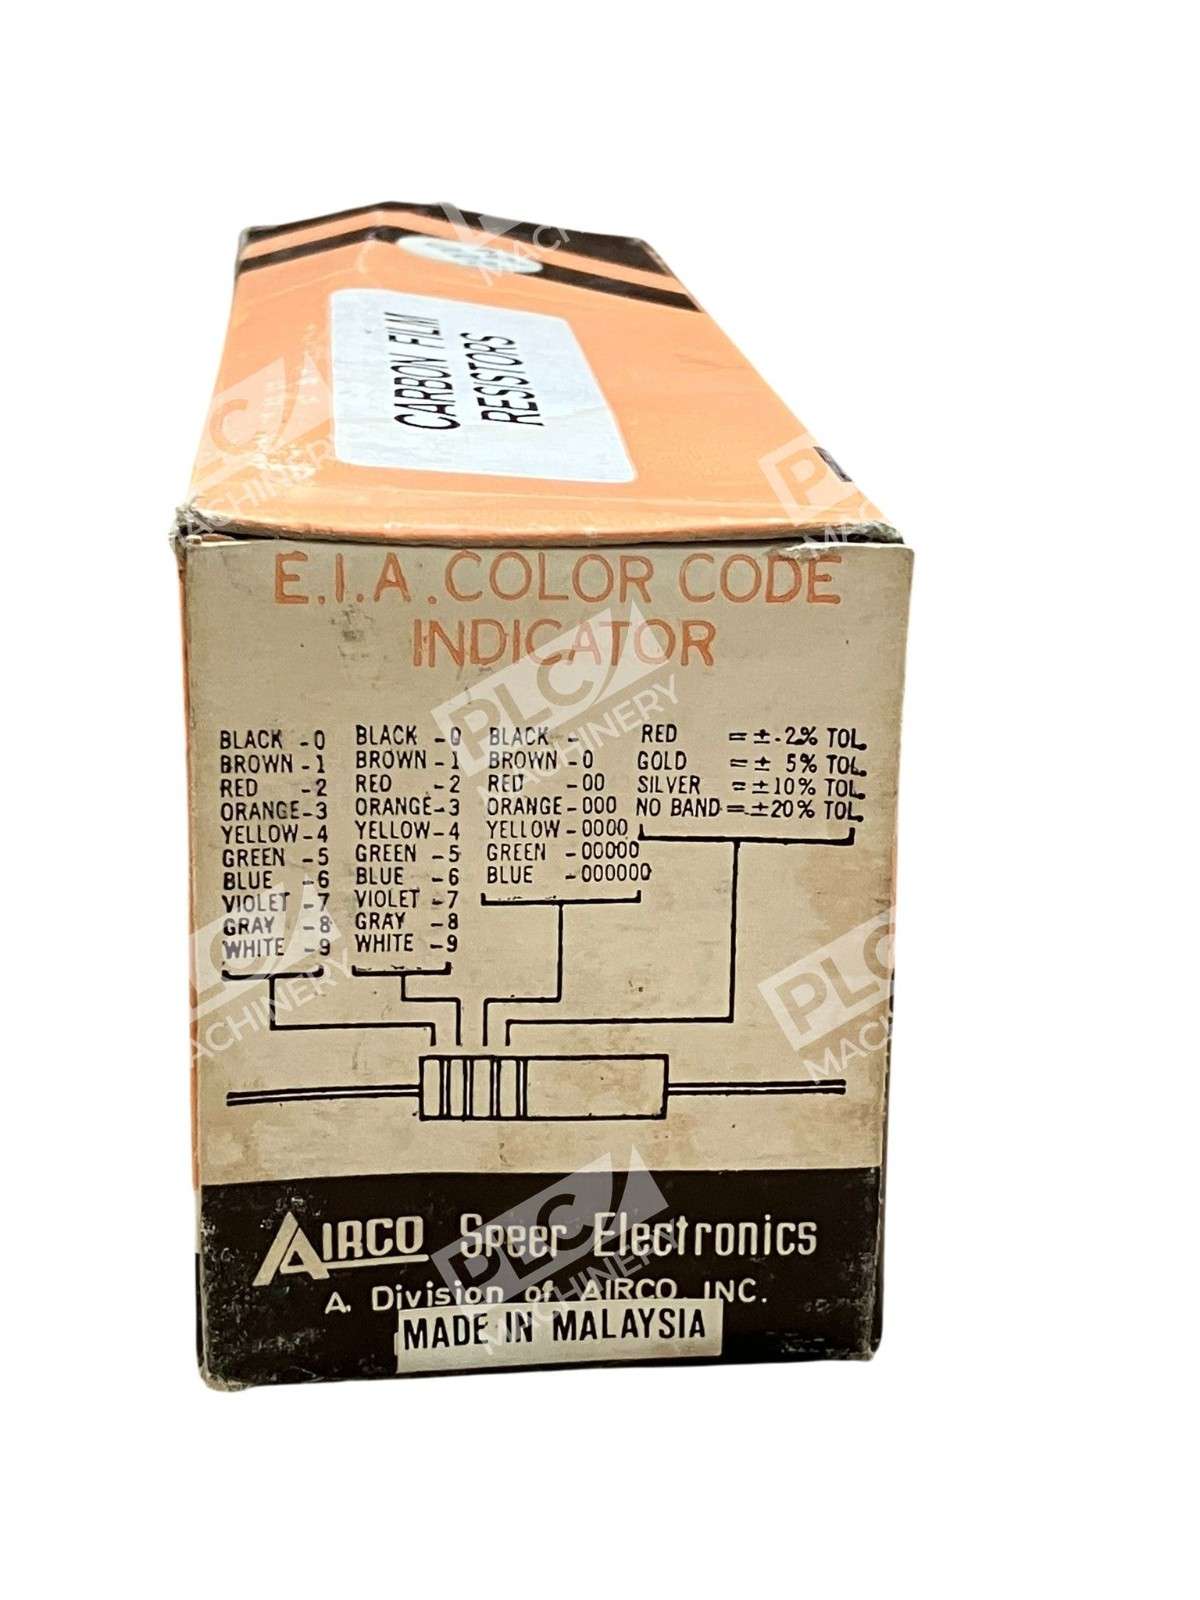 CARBON FILM
RESISTORS
E.I.A. COLOR CODE
INDICATOR
BLACK -0 BLACK -0 BLACK - RED = ± 2% TOL.
BROWN -1 BROWN -1 BROWN -0 GOLD = ± 5% TOL.
RED -2 RED -2 RED -00 SILVER = ±10% TOL.
ORANGE-3 ORANGE-3 ORANGE -000 NO BAND = ±20% TOL.
YELLOW-4 YELLOW-4 YELLOW-0000
GREEN -5 GREEN -5 GREEN -00000
BLUE -6 BLUE -6 BLUE -000000
VIOLET -7 VIOLET -7
GRAY -8 GRAY -8
WHITE -9 WHITE -9
AIRCO Speer Electronics
A. Division of AIRCO INC.
MADE IN MALAYSIA
PLC
MACHINERY